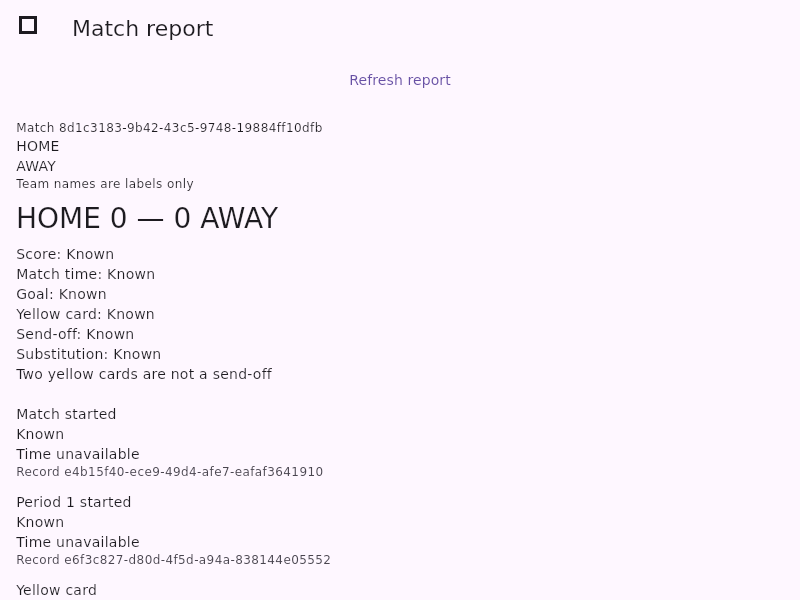 Match report
Refresh report
Match 8d1c3183-9b42-43c5-9748-19884ff10dfb
HOME
AWAY
Team names are labels only
HOME 0 — 0 AWAY
Score: Known
Match time: Known
Goal: Known
Yellow card: Known
Send-off: Known
Substitution: Known
Two yellow cards are not a send-off
Match started
Known
Time unavailable
Record e4b15f40-ece9-49d4-afe7-eafaf3641910
Period 1 started
Known
Time unavailable
Record e6f3c827-d80d-4f5d-a94a-838144e05552
Yellow card